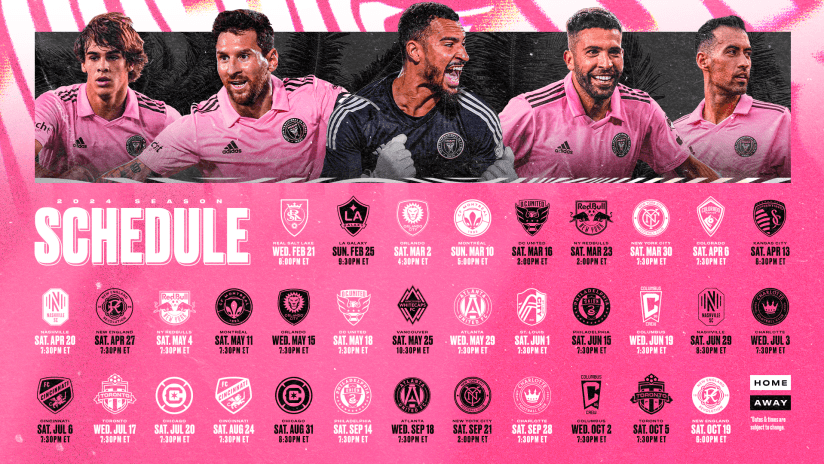 2024 SEASON
SCHEDULE
REAL SALT LAKE
WED. FEB 21
8:00PM ET
LA GALAXY
SUN. FEB 25
8:30PM ET
ORLANDO
SAT. MAR 2
4:30PM ET
MONTRÉAL
SUN. MAR 10
5:00PM ET
DC UNITED
SAT. MAR 16
2:00PM ET
NY REDBULLS
SAT. MAR 23
2:00PM ET
NEW YORK CITY
SAT. MAR 30
7:30PM ET
COLORADO
SAT. APR 6
7:30PM ET
KANSAS CITY
SAT. APR 13
8:30PM ET
NASHVILLE
SAT. APR 20
7:30PM ET
NEW ENGLAND
SAT. APR 27
7:30PM ET
NY REDBULLS
SAT. MAY 4
7:30PM ET
MONTRÉAL
SAT. MAY 11
7:30PM ET
ORLANDO
WED. MAY 15
7:30PM ET
DC UNITED
SAT. MAY 18
7:30PM ET
VANCOUVER
SAT. MAY 25
10:30PM ET
ATLANTA
WED. MAY 29
7:30PM ET
ST. LOUIS
SAT. JUN 1
7:30PM ET
PHILADELPHIA
SAT. JUN 15
7:30PM ET
COLUMBUS
WED. JUN 19
7:30PM ET
NASHVILLE
SAT. JUN 29
8:30PM ET
CHARLOTTE
WED. JUL 3
7:30PM ET
CINCINNATI
SAT. JUL 6
7:30PM ET
TORONTO
WED. JUL 17
7:30PM ET
CHICAGO
SAT. JUL 20
7:30PM ET
CINCINNATI
SAT. AUG 24
7:30PM ET
CHICAGO
SAT. AUG 31
8:30PM ET
PHILADELPHIA
SAT. SEP 14
7:30PM ET
ATLANTA
WED. SEP 18
7:30PM ET
NEW YORK CITY
SAT. SEP 21
2:00PM ET
CHARLOTTE
SAT. SEP 28
7:30PM ET
COLUMBUS
WED. OCT 2
7:30PM ET
TORONTO
SAT. OCT 5
7:30PM ET
NEW ENGLAND
SAT. OCT 19
6:00PM ET
HOME
AWAY
*Dates & times are
subject to change.